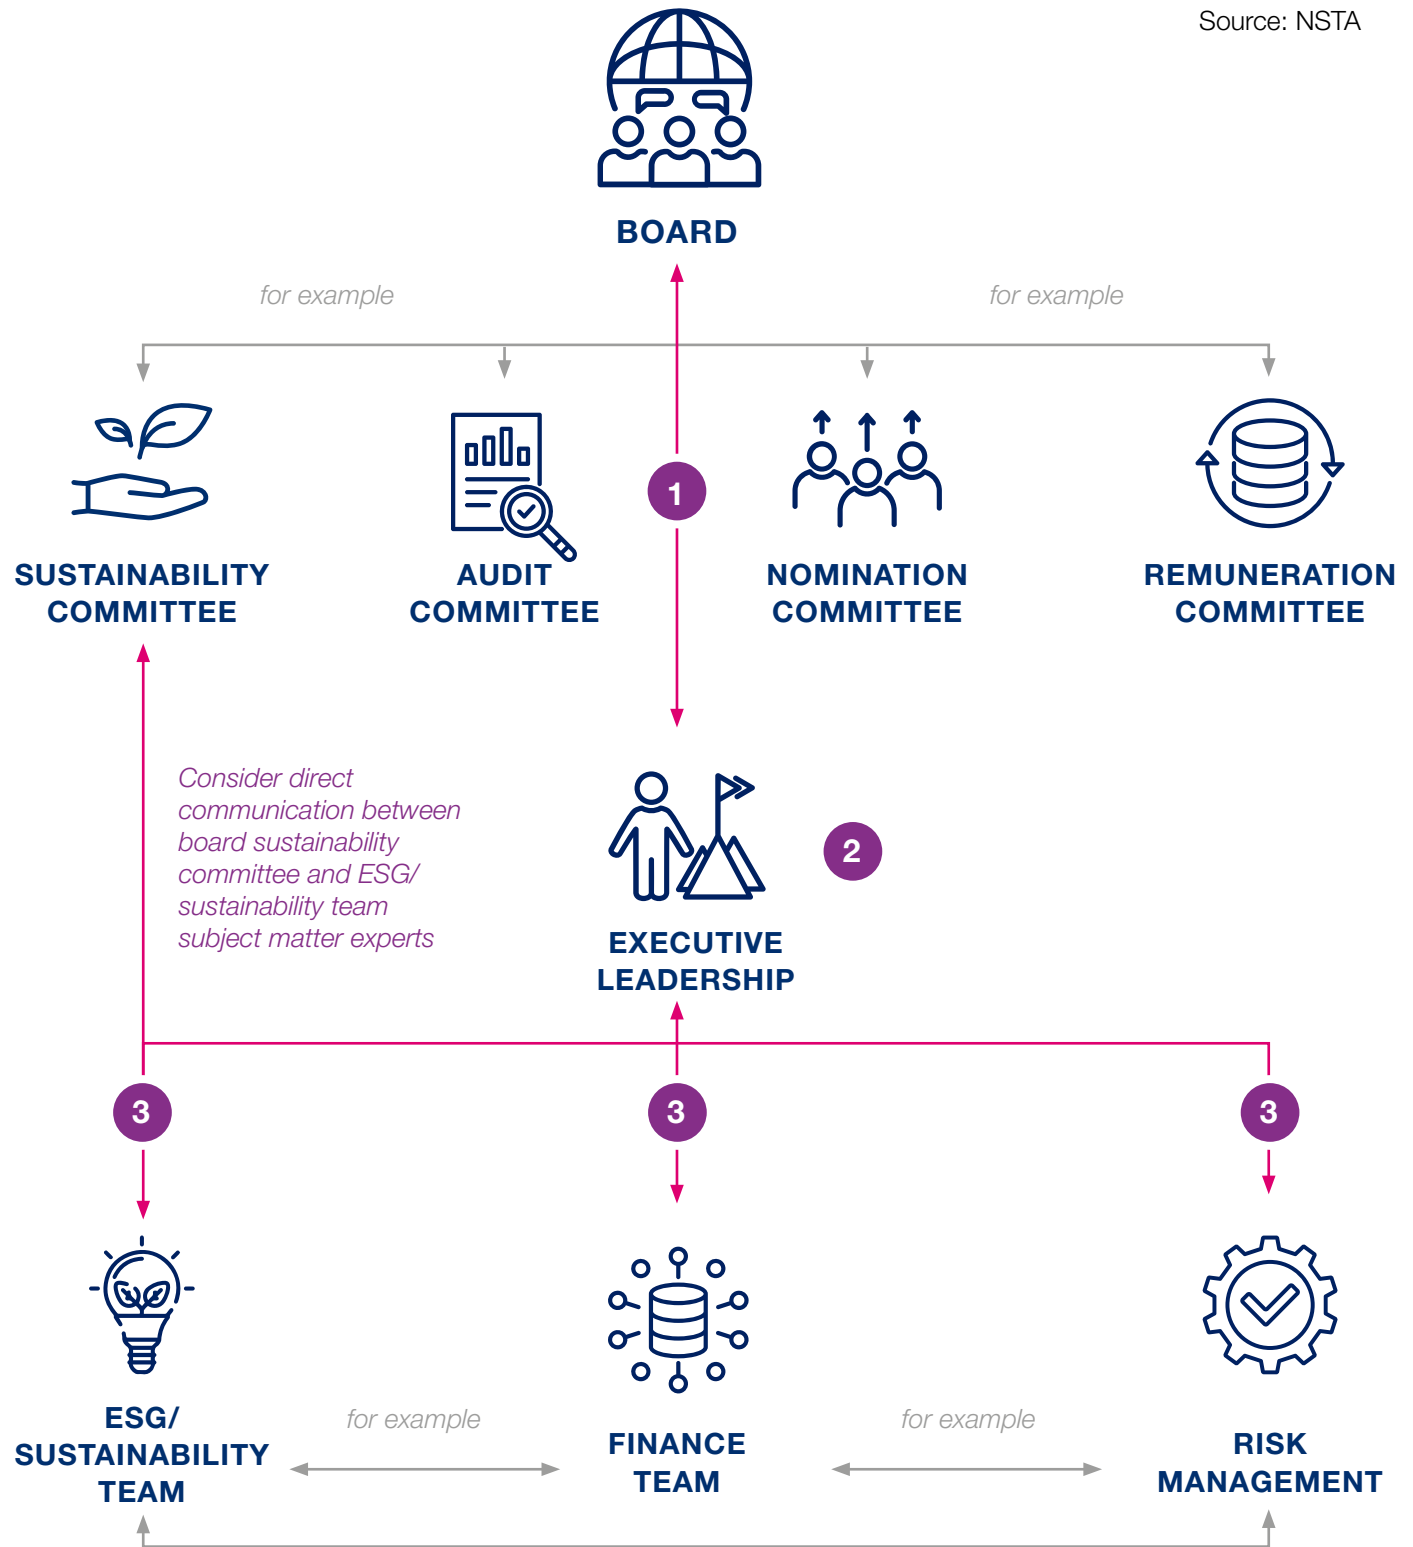 Source: NSTA
BOARD
for example
for example
1
SUSTAINABILITY
COMMITTEE
AUDIT
COMMITTEE
NOMINATION
COMMITTEE
REMUNERATION
COMMITTEE
Consider direct
communication between
board sustainability
committee and ESG/
sustainability team
subject matter experts
2
EXECUTIVE
LEADERSHIP
3
3
3
ESG/
SUSTAINABILITY
TEAM
for example
FINANCE
TEAM
for example
RISK
MANAGEMENT